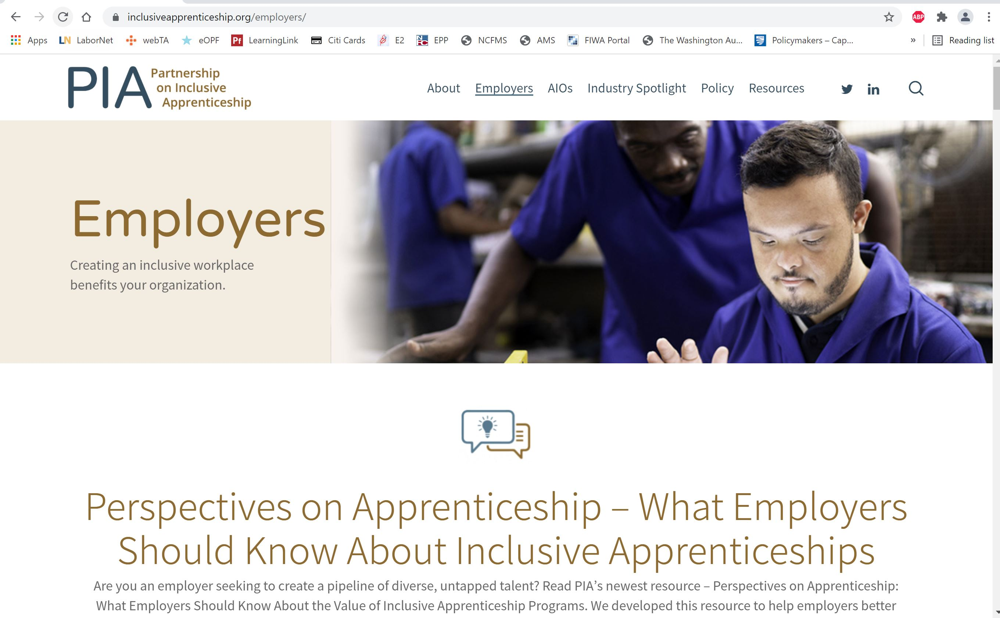 inclusiveapprenticeship.org/employers/
ABP
Apps LN LaborNet webTA eOPF Pf LearningLink Citi Cards E2 EPP NCFMS AMS FIWA Portal The Washington Au... Policymakers – Cap... » Reading list
PIA
Partnership
on Inclusive
Apprenticeship
About Employers AIOs Industry Spotlight Policy Resources in
Employers
Creating an inclusive workplace
benefits your organization.
Perspectives on Apprenticeship – What Employers
Should Know About Inclusive Apprenticeships
Are you an employer seeking to create a pipeline of diverse, untapped talent? Read PIA’s newest resource – Perspectives on Apprenticeship:
What Employers Should Know About the Value of Inclusive Apprenticeship Programs. We developed this resource to help employers better